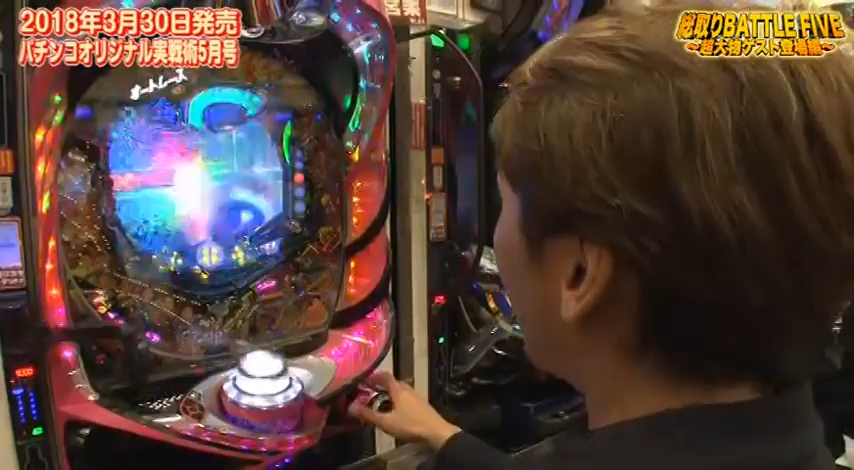 2018年3月30日発売
パチンコオリジナル実戦術5月号
総取りBATTLE FIVE
~超大物ゲスト登場編~
オートレース